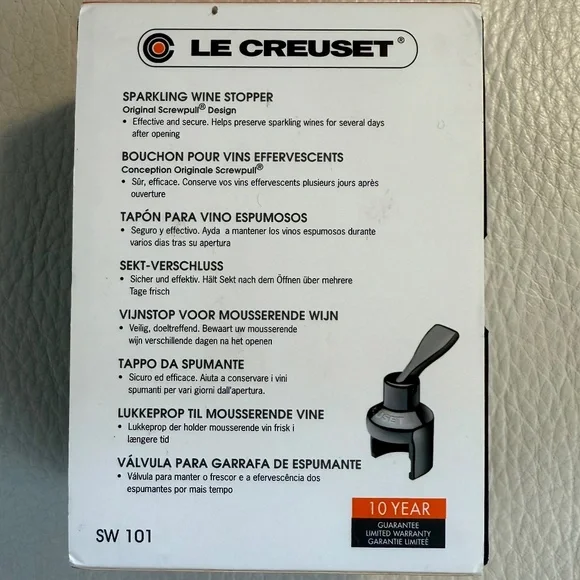 LE CREUSET®
SPARKLING WINE STOPPER
Original Screwpull® Design
• Effective and secure. Helps preserve sparkling wines for several days
after opening
BOUCHON POUR VINS EFFERVESCENTS
Conception Originale Screwpull®
• Sûr, efficace. Conserve vos vins effervescents plusieurs jours après
ouverture
TAPÓN PARA VINO ESPUMOSOS
• Seguro y effectivo. Ayda a mantener los vinos espumosos durante
varios dias tras su apertura
SEKT-VERSCHLUSS
• Sicher und effektiv. Hält Sekt nach dem Öffnen über mehrere
Tage frisch
VIJNSTOP VOOR MOUSSERENDE WIJN
• Veilig, doeltreffend. Bewaart uw mousserende
wijn verschillende dagen na het openen
TAPPO DA SPUMANTE
• Sicuro ed efficace. Aiuta a conservare i vini
spumanti per vari giorni dall'apertura.
LUKKEPROP TIL MOUSSERENDE VINE
• Lukkeprop der holder mousserende vin frisk i
længere tid
VÁLVULA PARA GARRAFA DE ESPUMANTE
• Válvula para manter o frescor e a efervescência dos
espumantes por mais tempo
USET
SW 101
10 YEAR
GUARANTEE
LIMITED WARRANTY
GARANTIE LIMITÉE